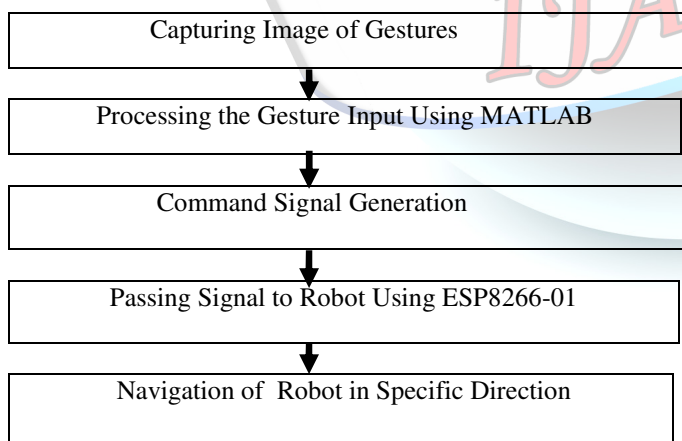 IJA
Capturing Image of Gestures
Processing the Gesture Input Using MATLAB
Command Signal Generation
Passing Signal to Robot Using ESP8266-01
Navigation of Robot in Specific Direction